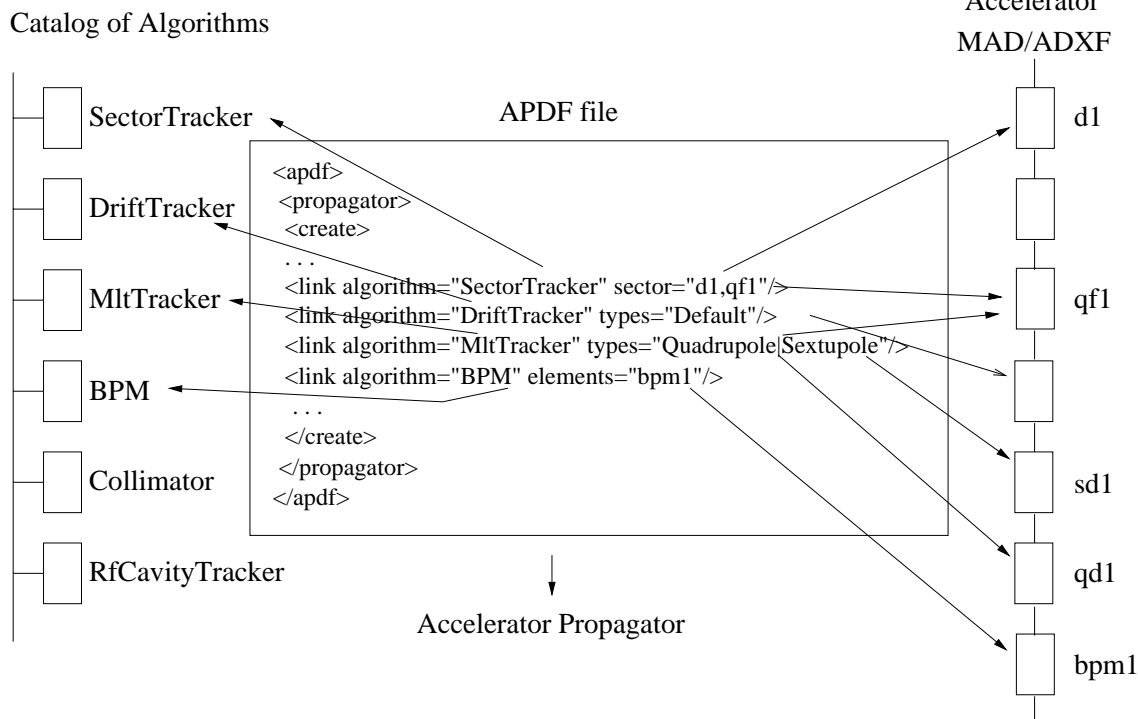 Accelerator
Catalog of Algorithms
MAD/ADXF
SectorTracker
APDF file
d1
<apdf>
<propagator>
DriftTracker
<create>
. . .
<link algorithm="SectorTracker" sector="d1,qf1"/>
MltTracker
qf1
<link algorithm="DriftTracker" types="Default"/>
<link algorithm="MltTracker" types="Quadrupole|Sextupole"/>
<link algorithm="BPM" elements="bpm1"/>
BPM
. . .
</create>
</propagator>
Collimator
sd1
</apdf>
RfCavityTracker
qd1
Accelerator Propagator
bpm1